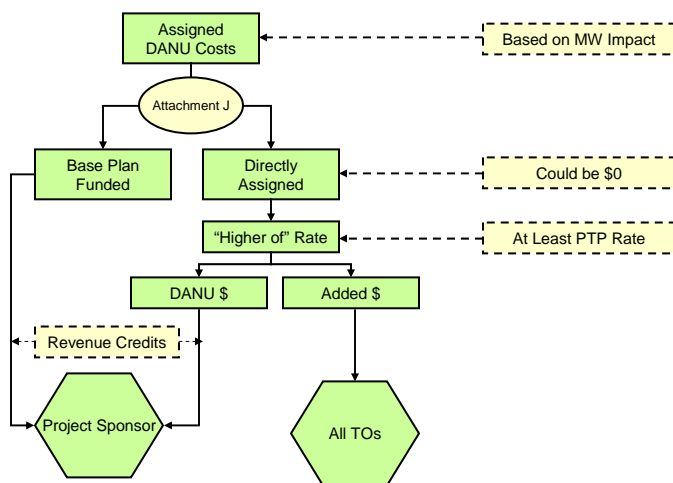 Assigned
DANU Costs
Based on MW Impact
Attachment J
Base Plan
Funded
Directly
Assigned
Could be $0
“Higher of” Rate
At Least PTP Rate
DANU $
Added $
Revenue Credits
Project Sponsor
All TOs